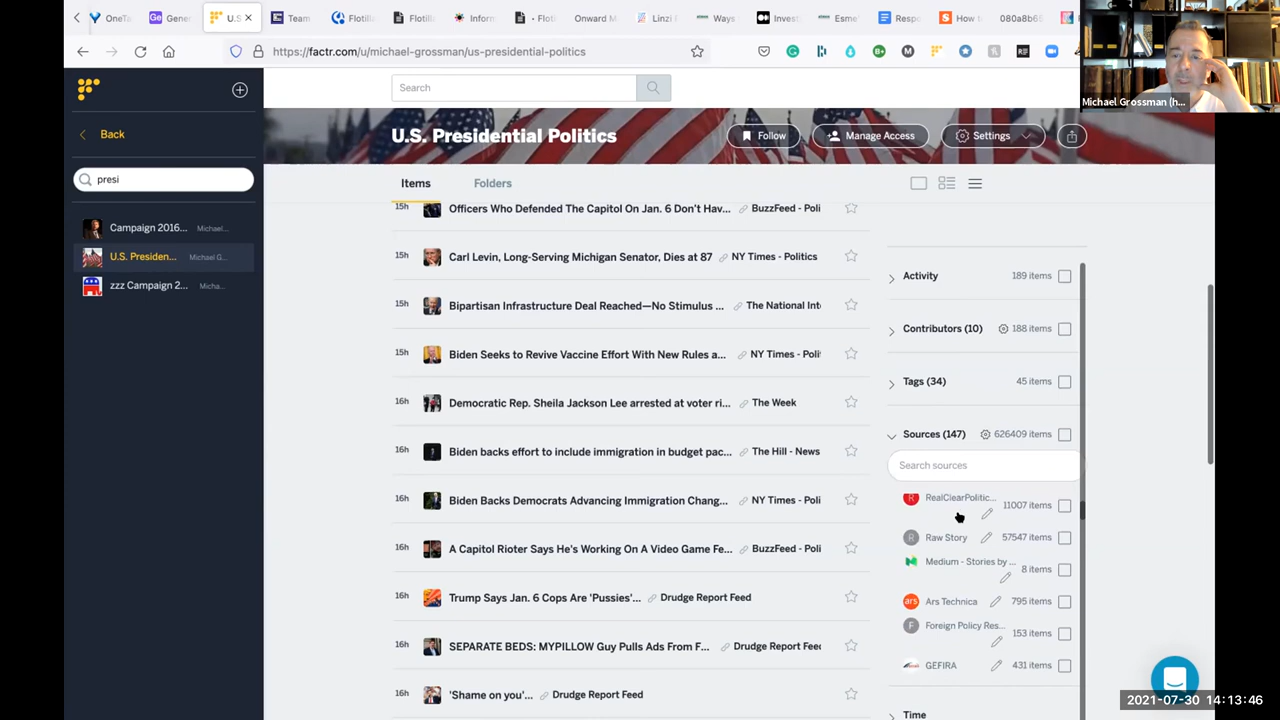 OneTa
Ge Gener
U.S
Team
Flotill
Flotill
Inform
- Flot
Onward M
Linzi
Ways
Invest
Esme
Respo
How t
080a8b6
https://factr.com/u/michael-grossman/us-presidential-politics
Michael Grossman (h...
Search
Back
U.S. Presidential Politics
Follow
Manage Access
Settings
presi
Items
Folders
Campaign 2016...
Michael...
U.S. Presiden...
Michael G...
zzz Campaign 2...
Micha...
15h
Officers Who Defended The Capitol On Jan. 6 Don't Hav...
BuzzFeed - Poli
15h
Carl Levin, Long-Serving Michigan Senator, Dies at 87
NY Times - Politics
15h
Bipartisan Infrastructure Deal Reached—No Stimulus ...
The National Int
15h
Biden Seeks to Revive Vaccine Effort With New Rules a...
NY Times - Poli
16h
Democratic Rep. Sheila Jackson Lee arrested at voter ri...
The Week
16h
Biden backs effort to include immigration in budget pac...
The Hill - News
16h
Biden Backs Democrats Advancing Immigration Chang...
NY Times - Poli
16h
A Capitol Rioter Says He's Working On A Video Game Fe...
BuzzFeed - Poli
16h
Trump Says Jan. 6 Cops Are 'Pussies'...
Drudge Report Feed
16h
SEPARATE BEDS: MYPILLOW Guy Pulls Ads From F...
Drudge Report Feed
16h
'Shame on you'...
Drudge Report Feed
Activity
189 items
Contributors (10)
188 items
Tags (34)
45 items
Sources (147)
626409 items
Search sources
R RealClearPolitic...
11007 items
R Raw Story
57547 items
Medium - Stories by ...
8 items
ars Ars Technica
795 items
F Foreign Policy Res...
153 items
GEFIRA
431 items
Time
2021-07-30 14:13:46